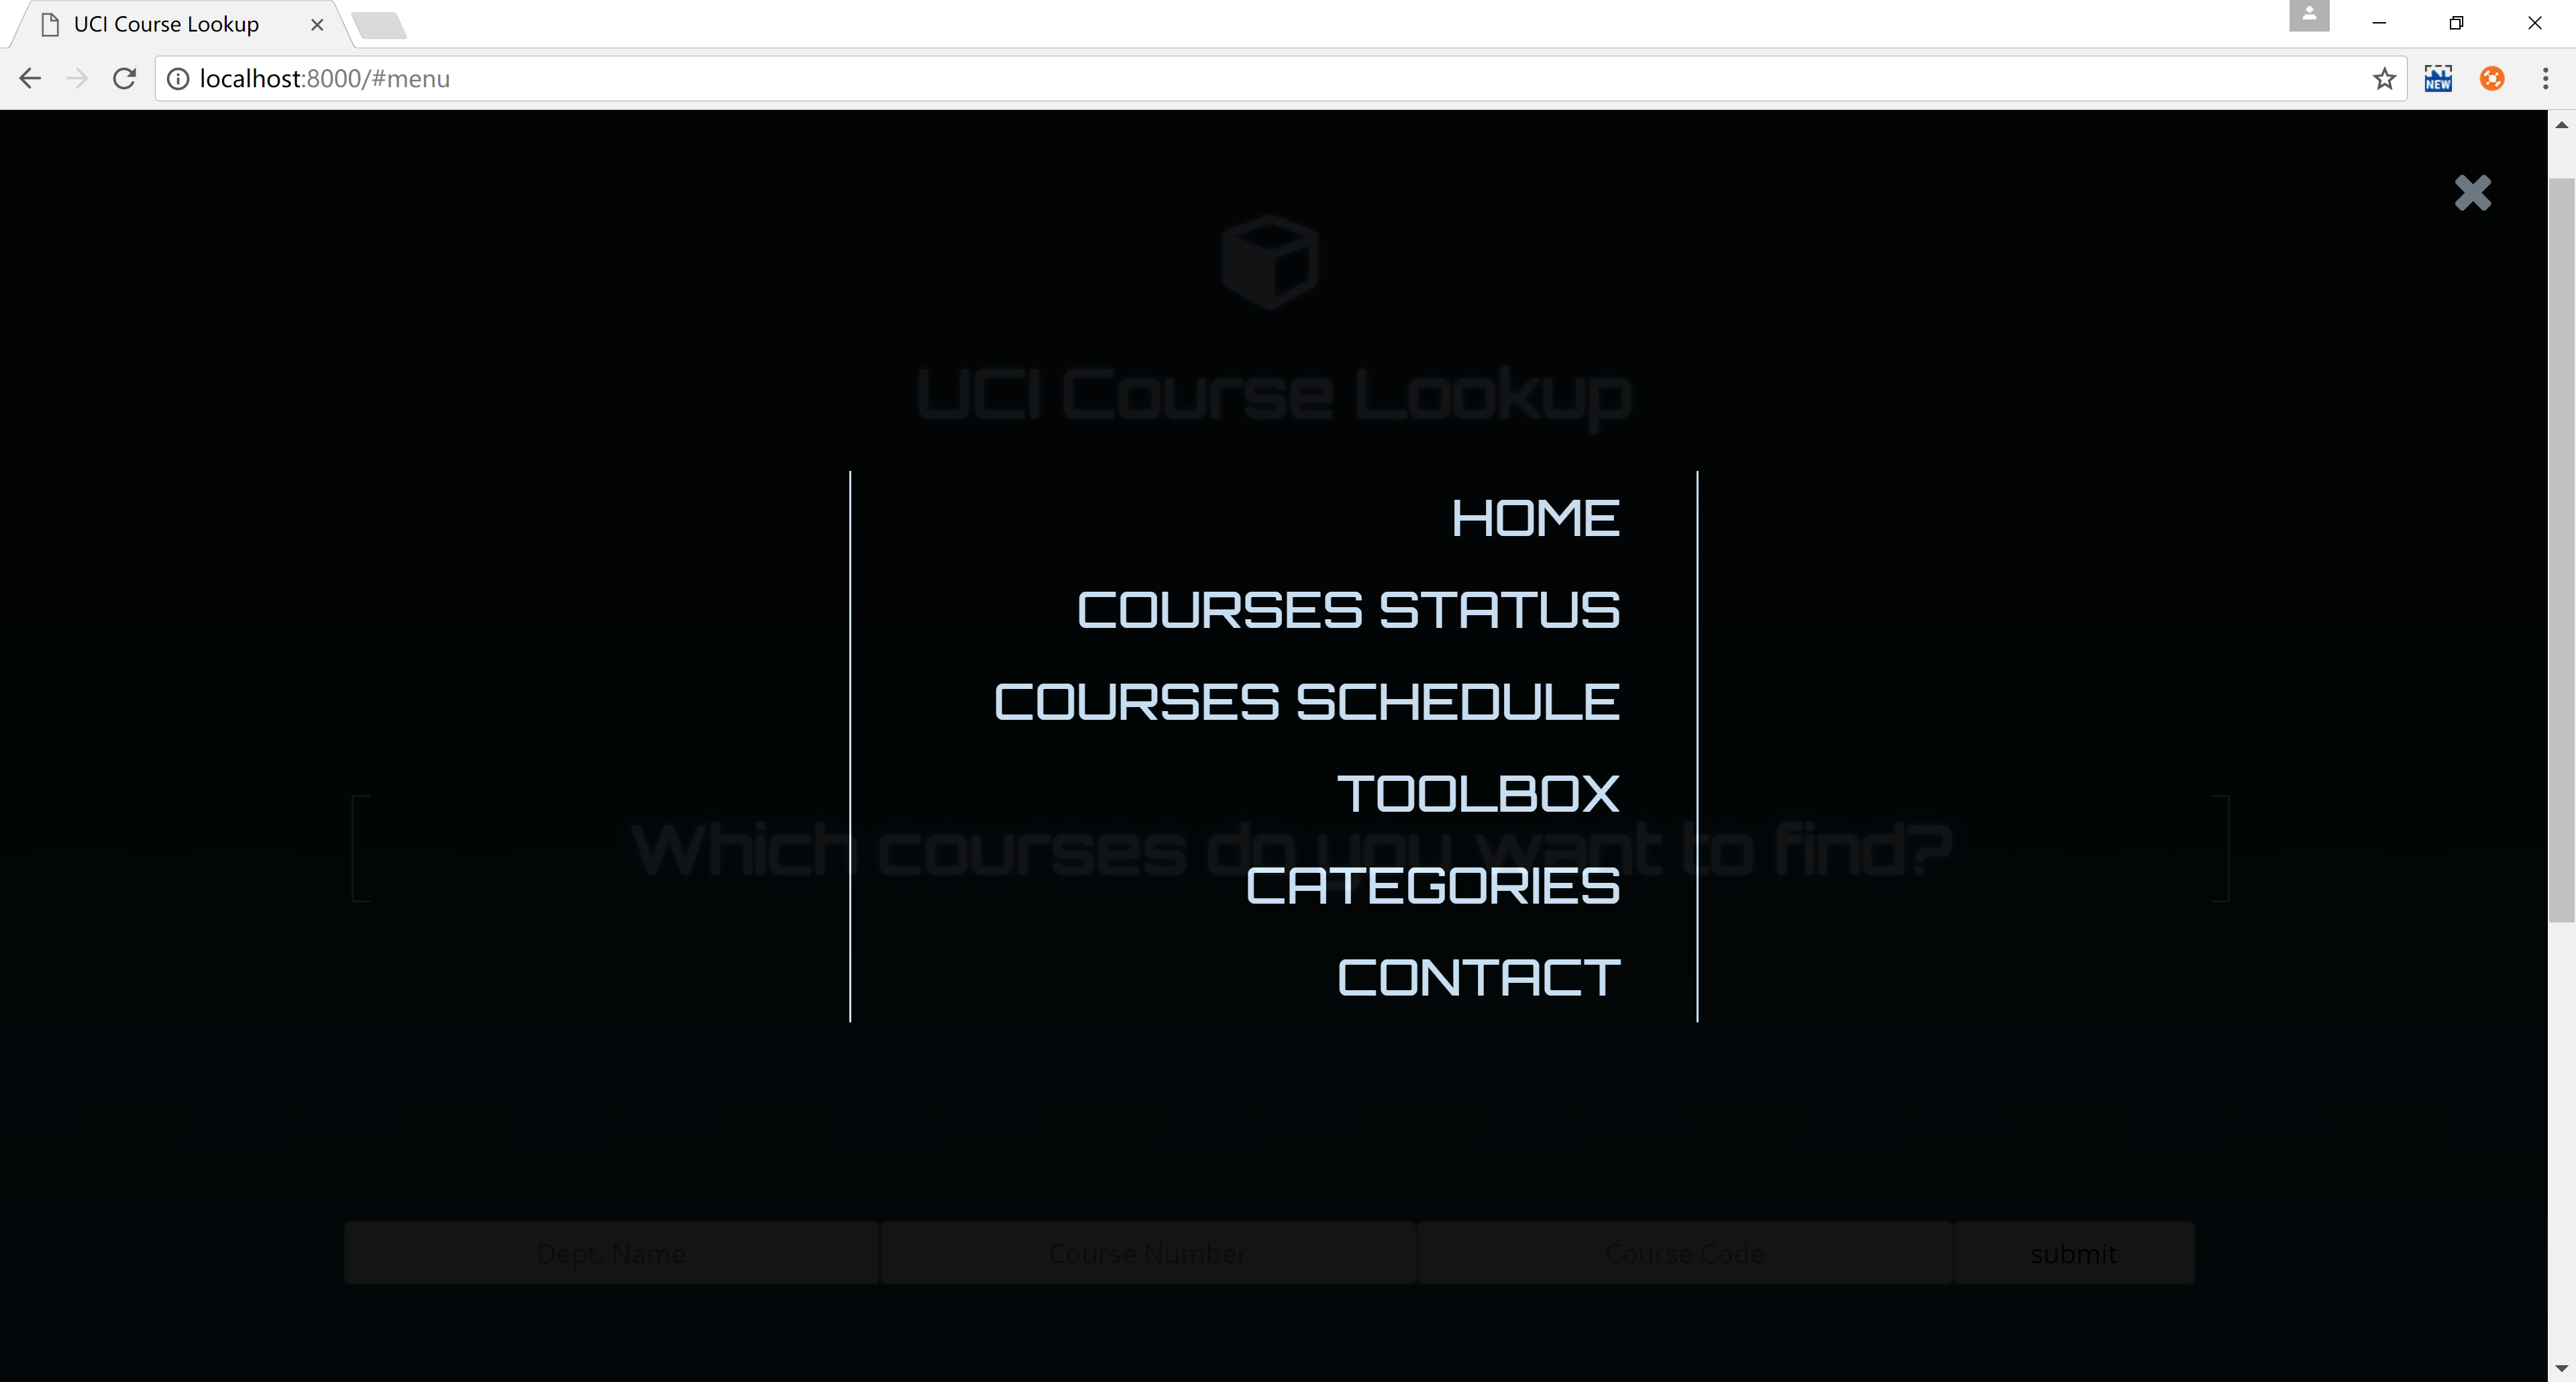 UCI Course Lookup
localhost:8000/#menu
NEW
UCI Course Lookup
HOME
COURSES STATUS
COURSES SCHEDULE
TOOLBOX
Which courses do you want to find?
CATEGORIES
CONTACT
Dept. Name Course Number Course Code submit